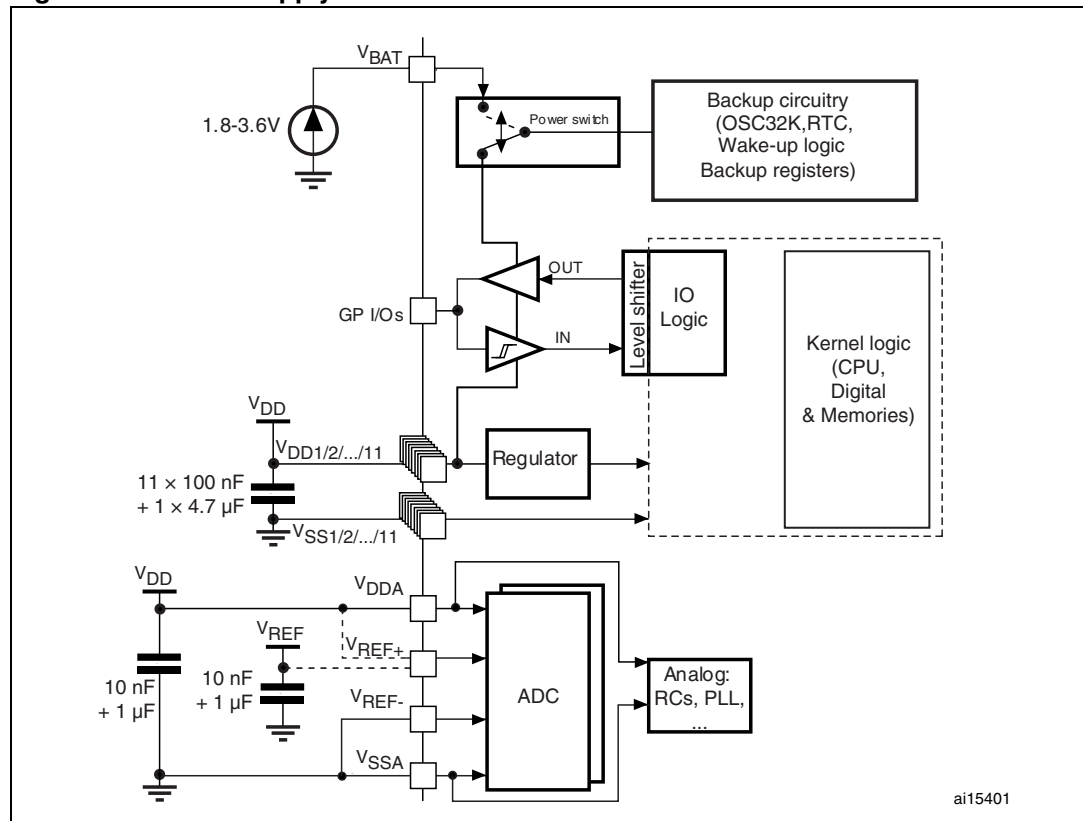 V_BAT
1.8-3.6V
Power switch
Backup circuitry
(OSC32K,RTC,
Wake-up logic
Backup registers)
GP I/Os
OUT
IN
Level shifter
IO
Logic
Kernel logic
(CPU,
Digital
& Memories)
V_DD
V_DD1/2/.../11
11 × 100 nF
+ 1 × 4.7 µF
V_SS1/2/.../11
Regulator
V_DD
V_DDA
V_REF
V_REF+
10 nF
+ 1 µF
10 nF
+ 1 µF
V_REF-
V_SSA
ADC
Analog:
RCs, PLL,
...
ai15401